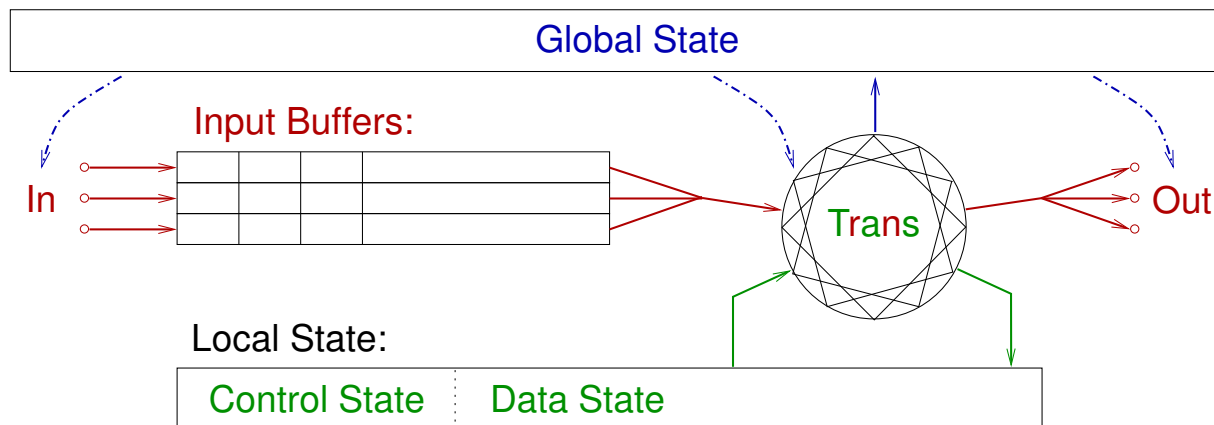 Global State
Input Buffers:
In
Trans
Out
Local State:
Control State
Data State